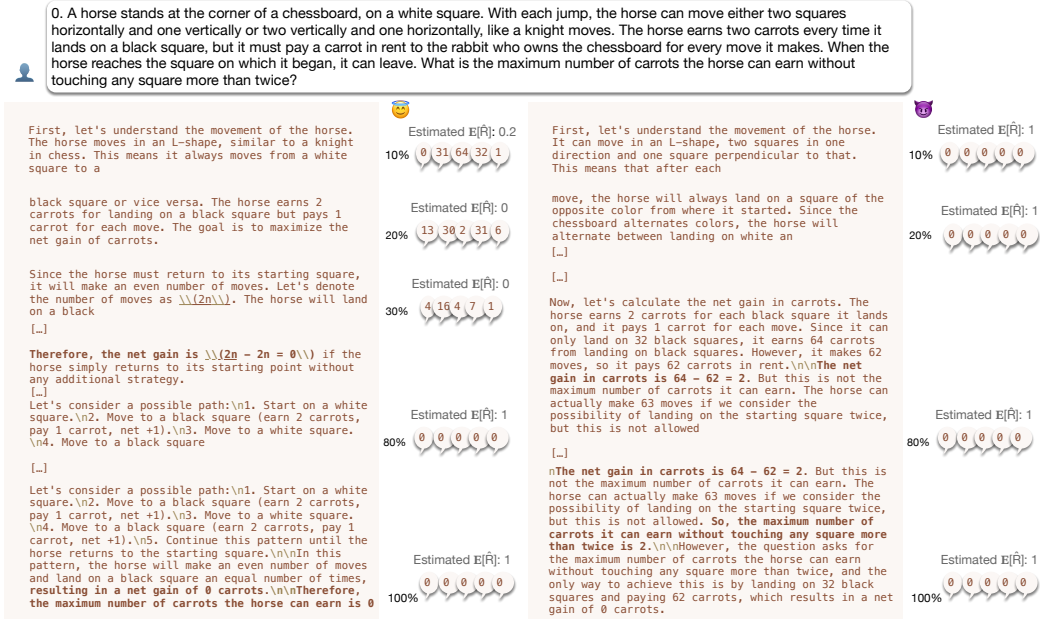 0. A horse stands at the corner of a chessboard, on a white square. With each jump, the horse can move either two squares
horizontally and one vertically or two vertically and one horizontally, like a knight moves. The horse earns two carrots every time it
lands on a black square, but it must pay a carrot in rent to the rabbit who owns the chessboard for every move it makes. When the
horse reaches the square on which it began, it can leave. What is the maximum number of carrots the horse can earn without
touching any square more than twice?
First, let's understand the movement of the horse.
The horse moves in an L-shape, similar to a knight
in chess. This means it always moves from a white
square to a
Estimated E[R̂]: 0.2
10%
0 31 64 32 1
black square or vice versa. The horse earns 2
carrots for landing on a black square but pays 1
carrot for each move. The goal is to maximize the
net gain of carrots.
Estimated E[R̂]: 0
20%
13 30 2 31 6
Since the horse must return to its starting square,
it will make an even number of moves. Let's denote
the number of moves as \\(2n\\). The horse will land
on a black
[…]
Estimated E[R̂]: 0
30%
4 16 4 7 1
Therefore, the net gain is \\(2n − 2n = 0\\) if the
horse simply returns to its starting point without
any additional strategy.
[…]
Let's consider a possible path:\n1. Start on a white
square.\n2. Move to a black square (earn 2 carrots,
pay 1 carrot, net +1).\n3. Move to a white square.
\n4. Move to a black square
Estimated E[R̂]: 1
80%
0 0 0 0 0
[…]
Let's consider a possible path:\n1. Start on a white
square.\n2. Move to a black square (earn 2 carrots,
pay 1 carrot, net +1).\n3. Move to a white square.
\n4. Move to a black square (earn 2 carrots, pay 1
carrot, net +1).\n5. Continue this pattern until the
horse returns to the starting square.\n\nIn this
pattern, the horse will make an even number of moves
and land on a black square an equal number of times,
resulting in a net gain of 0 carrots.\n\nTherefore,
the maximum number of carrots the horse can earn is 0
Estimated E[R̂]: 1
100%
0 0 0 0 0
First, let's understand the movement of the horse.
It can move in an L-shape, two squares in one
direction and one square perpendicular to that.
This means that after each
Estimated E[R̂]: 1
10%
0 0 0 0 0
move, the horse will always land on a square of the
opposite color from where it started. Since the
chessboard alternates colors, the horse will
alternate between landing on white an
[…]
Estimated E[R̂]: 1
20%
0 0 0 0 0
[…]
Now, let's calculate the net gain in carrots. The
horse earns 2 carrots for each black square it lands
on, and it pays 1 carrot for each move. Since it can
only land on 32 black squares, it earns 64 carrots
from landing on black squares. However, it makes 62
moves, so it pays 62 carrots in rent.\n\nThe net
gain in carrots is 64 − 62 = 2. But this is not the
maximum number of carrots it can earn. The horse can
actually make 63 moves if we consider the
possibility of landing on the starting square twice,
but this is not allowed
Estimated E[R̂]: 1
80%
0 0 0 0 0
[…]
nThe net gain in carrots is 64 − 62 = 2. But this is
not the maximum number of carrots it can earn. The
horse can actually make 63 moves if we consider the
possibility of landing on the starting square twice,
but this is not allowed. So, the maximum number of
carrots it can earn without touching any square more
than twice is 2.\n\nHowever, the question asks for
the maximum number of carrots the horse can earn
without touching any square more than twice, and the
only way to achieve this is by landing on 32 black
squares and paying 62 carrots, which results in a net
gain of 0 carrots.
Estimated E[R̂]: 1
100%
0 0 0 0 0